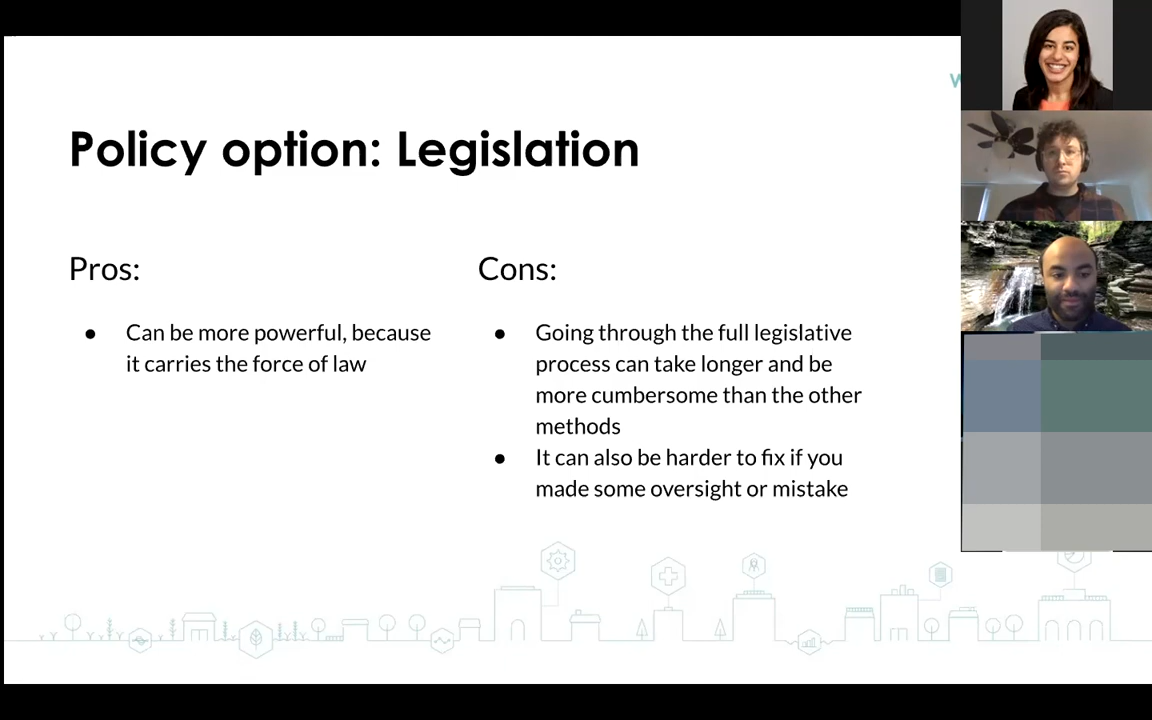 Policy option: Legislation
Pros:
● Can be more powerful, because
it carries the force of law
Cons:
● Going through the full legislative
process can take longer and be
more cumbersome than the other
methods
● It can also be harder to fix if you
made some oversight or mistake